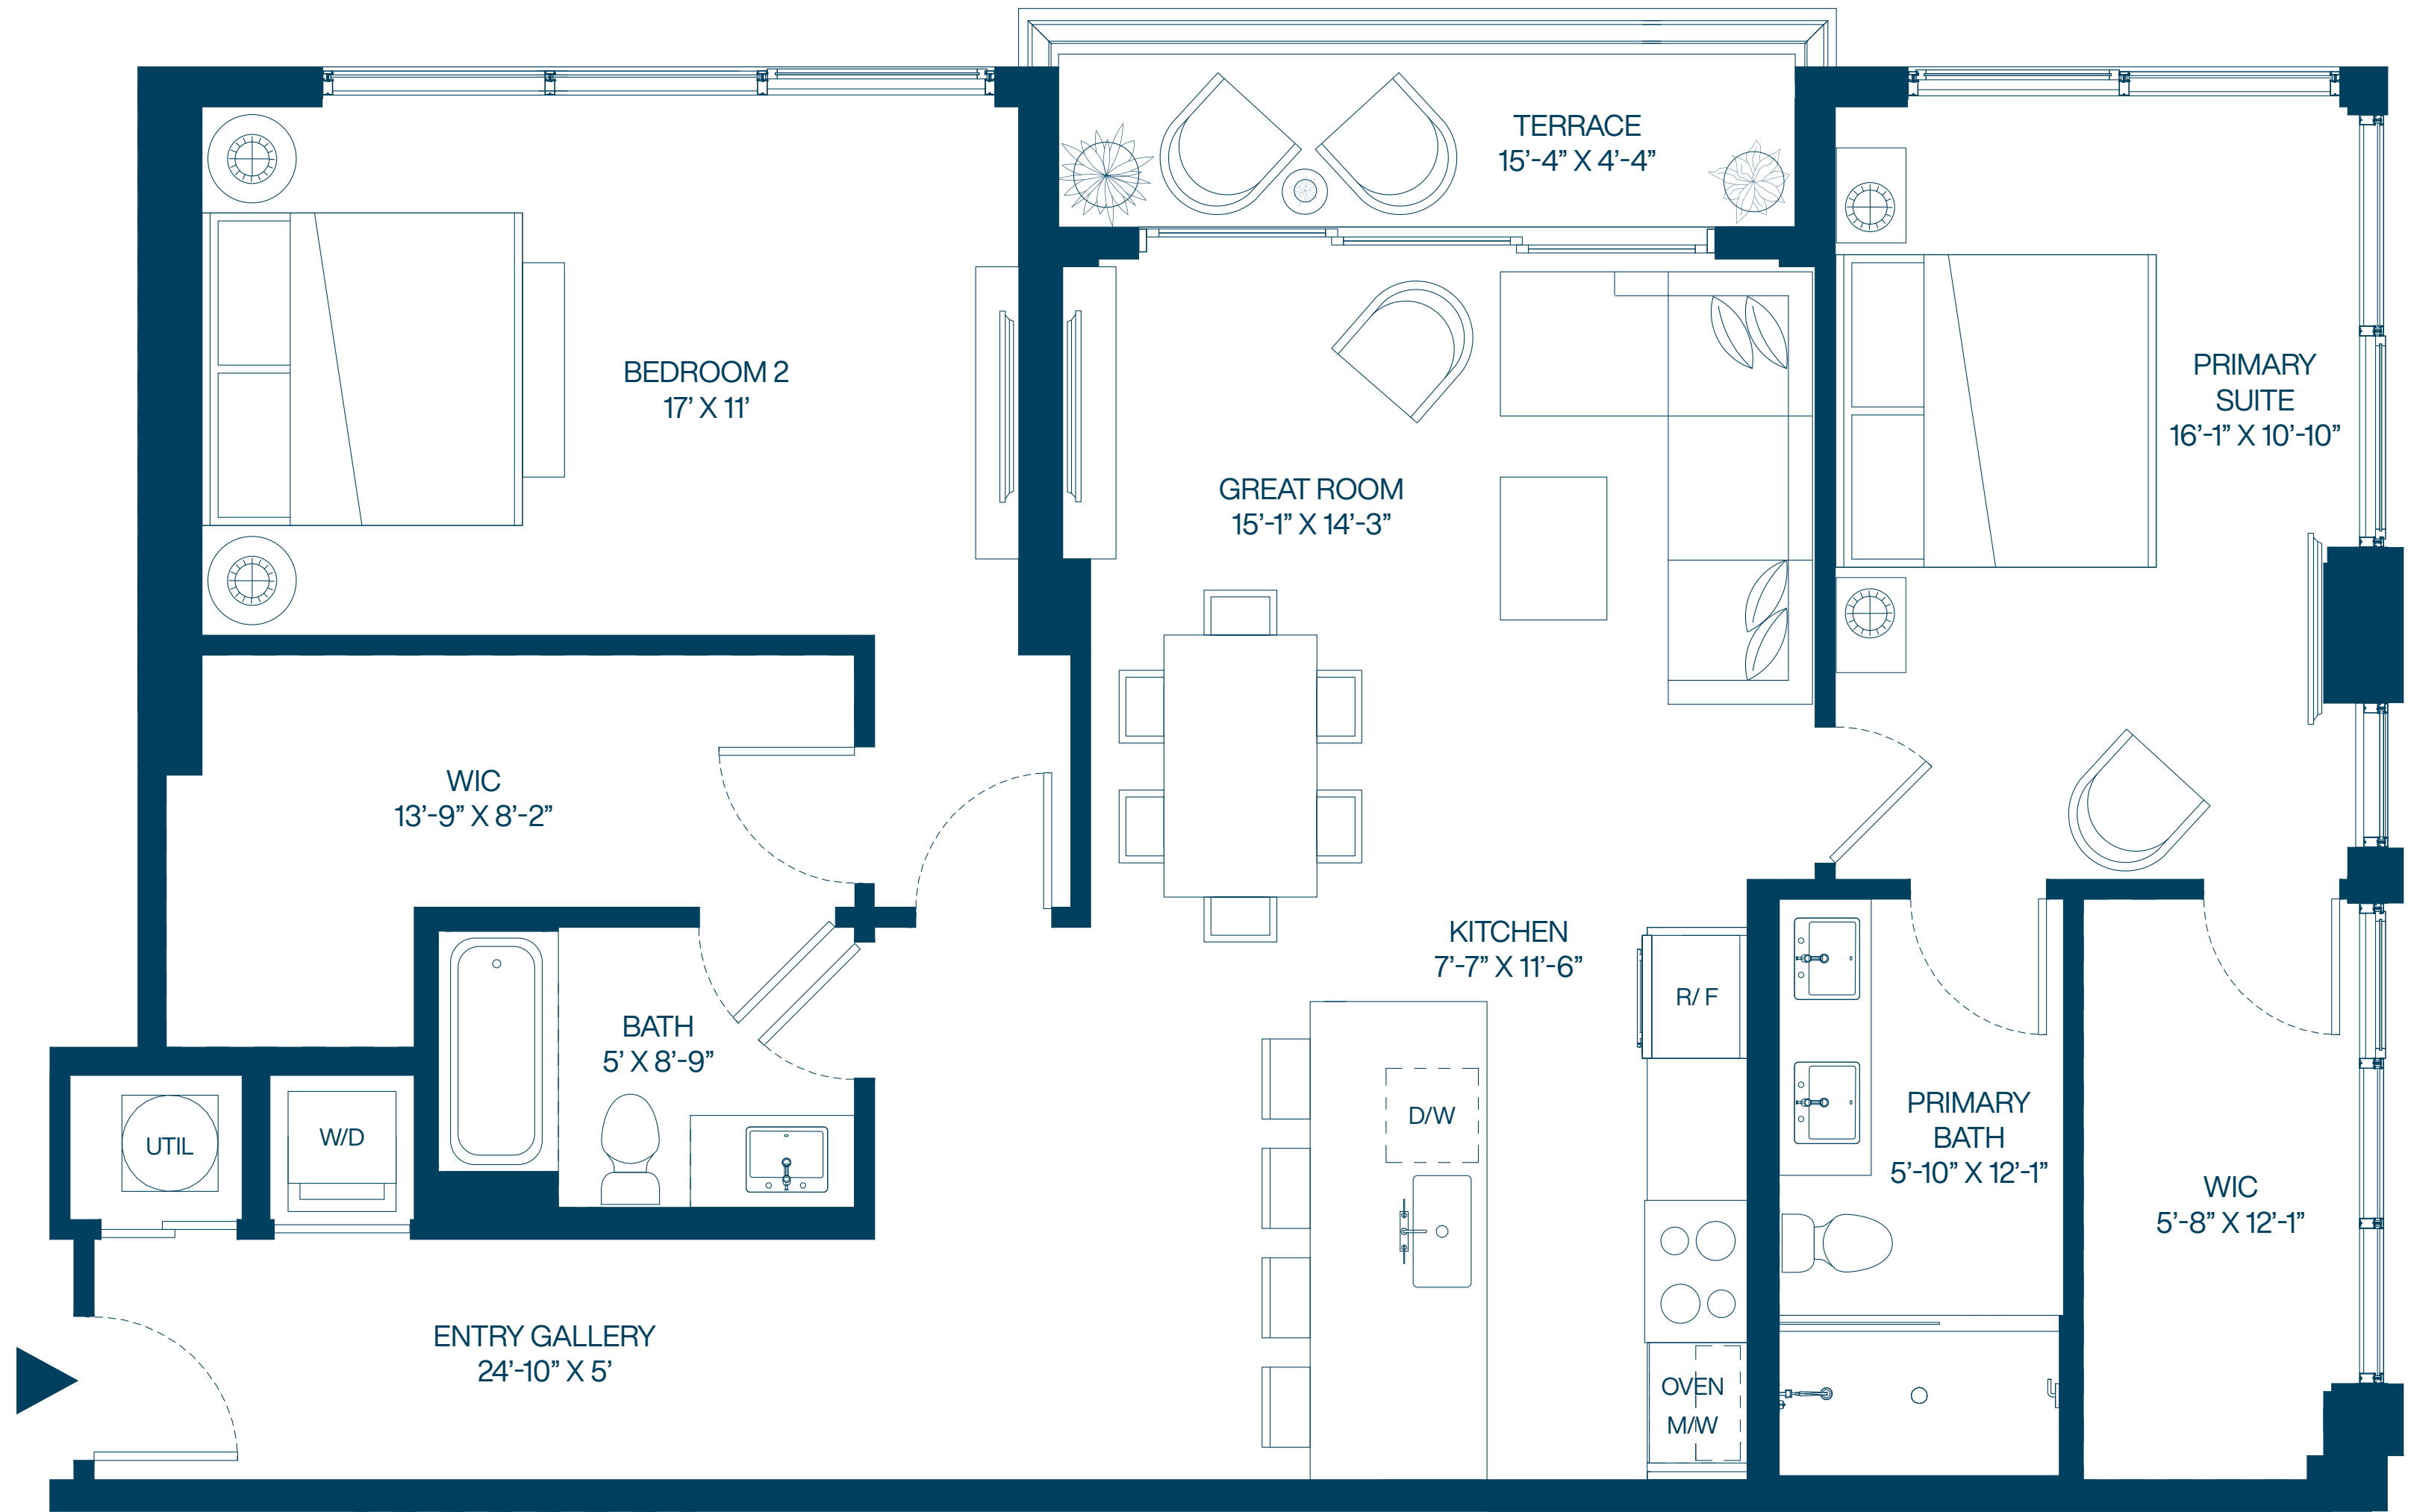 TERRACE
15’-4” X 4’-4”
BEDROOM 2
17’ X 11’
PRIMARY
SUITE
16’-1” X 10’-10”
GREAT ROOM
15’-1” X 14’-3”
WIC
13’-9” X 8’-2”
KITCHEN
7’-7” X 11’-6”
R/ F
BATH
5’ X 8’-9”
D/W
UTIL
W/D
PRIMARY
BATH
5’-10” X 12’-1”
WIC
5’-8” X 12’-1”
ENTRY GALLERY
24’-10” X 5’
OVEN
M/W